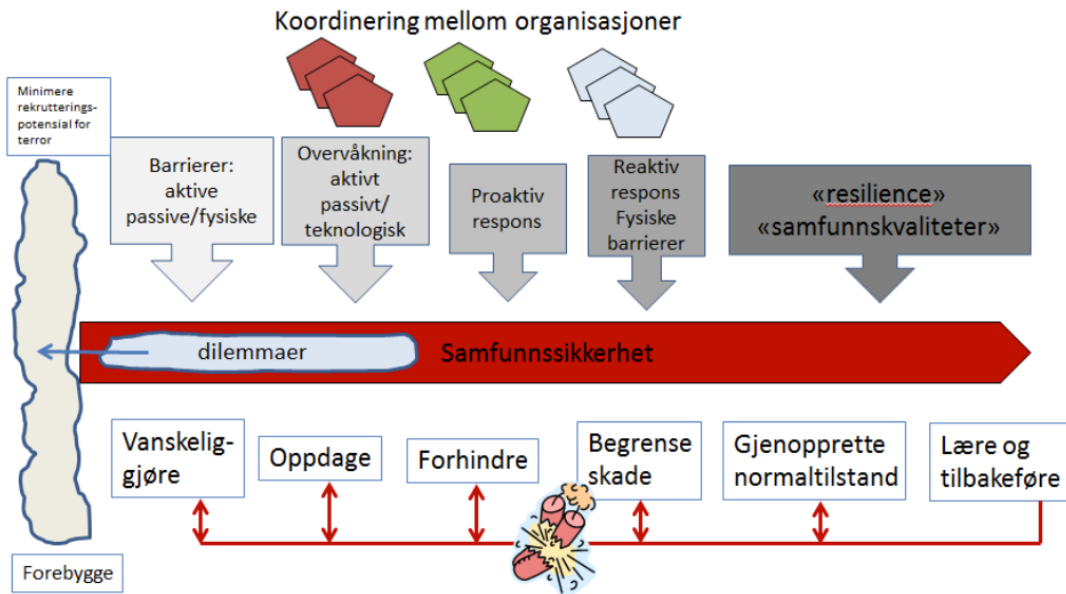 Koordinering mellom organisasjoner
Minimere
rekrutterings-
potensial for
terror
Barrierer:
aktive
passive/fysiske
Overvåkning:
aktivt
passivt/
teknologisk
Proaktiv
respons
Reaktiv
respons
Fysiske
barrierer
«resilience»
«samfunnskvaliteter»
dilemmaer
Samfunnssikkerhet
Vanskelig-
gjøre
Oppdage
Forhindre
Begrense
skade
Gjenopprette
normaltilstand
Lære og
tilbakeføre
Forebygge